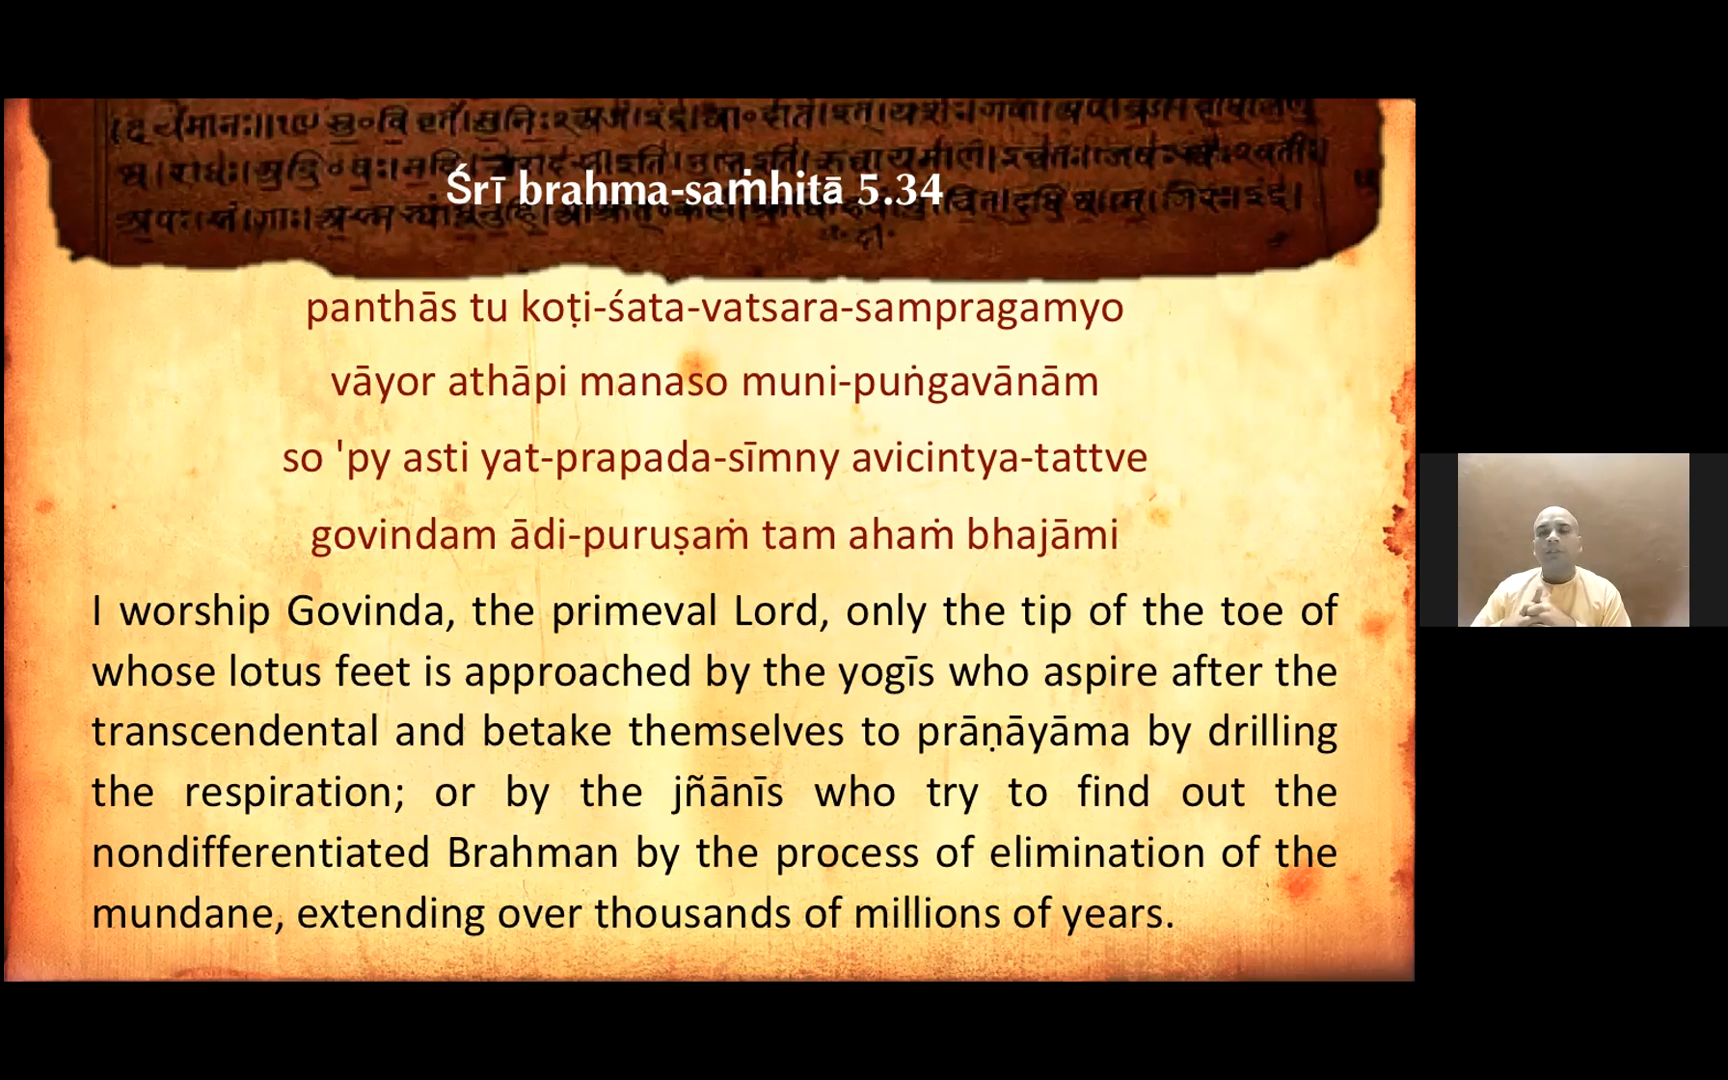 Śrī brahma-saṁhitā 5.34
panthās tu koṭi-śata-vatsara-sampragamyo
vāyor athāpi manaso muni-puṅgavānām
so 'py asti yat-prapada-sīmny avicintya-tattve
govindam ādi-puruṣaṁ tam ahaṁ bhajāmi
I worship Govinda, the primeval Lord, only the tip of the toe of
whose lotus feet is approached by the yogīs who aspire after the
transcendental and betake themselves to prāṇāyāma by drilling
the respiration; or by the jñānīs who try to find out the
nondifferentiated Brahman by the process of elimination of the
mundane, extending over thousands of millions of years.